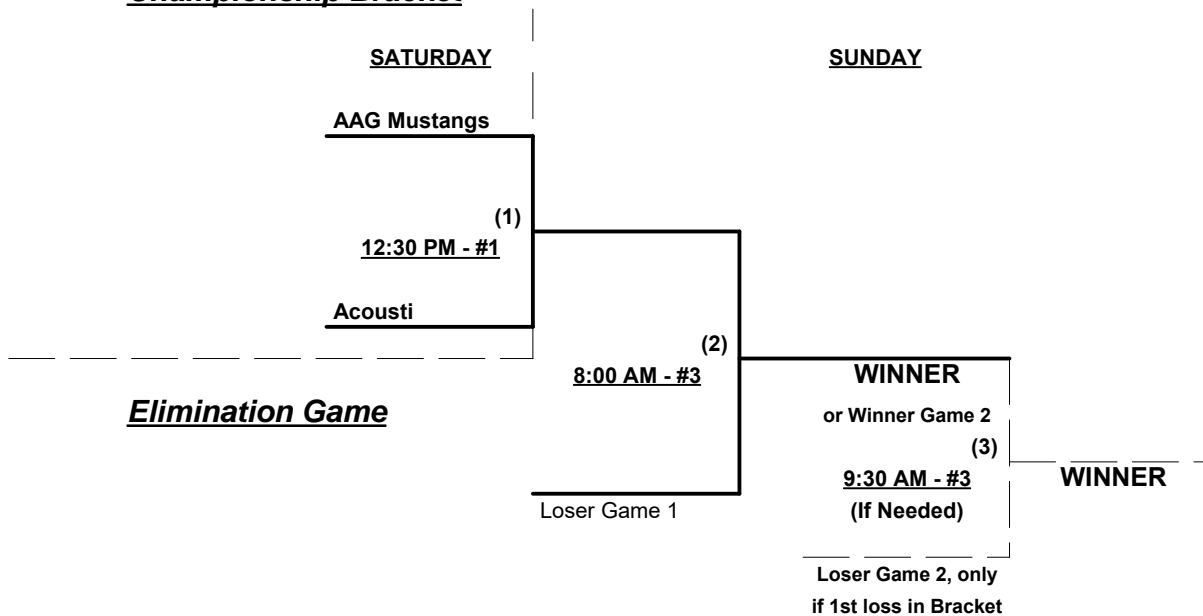 Championship Bracket
SATURDAY
SUNDAY
AAG Mustangs
(1)
12:30 PM - #1
Acousti
(2)
8:00 AM - #3
WINNER
Elimination Game
or Winner Game 2
(3)
9:30 AM - #3
WINNER
Loser Game 1
(If Needed)
Loser Game 2, only
if 1st loss in Bracket